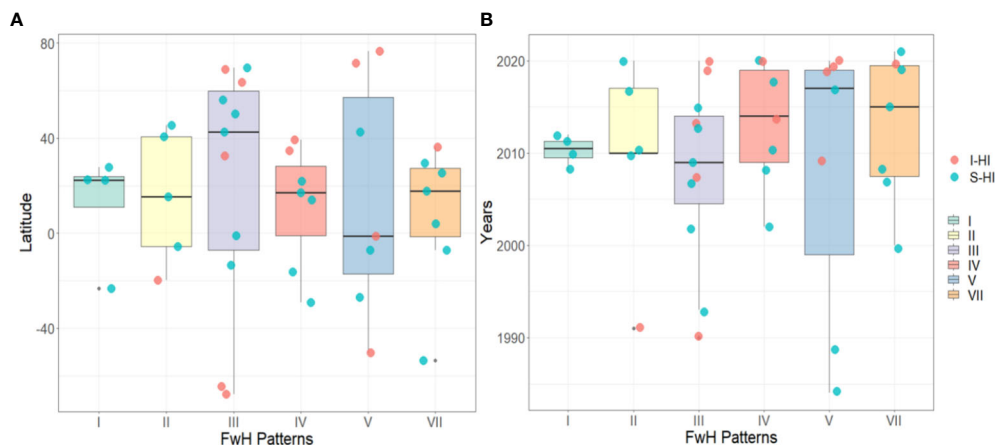 A
Latitude
80
40
0
-40
I II III IV V VII
FwH Patterns
B
Years
2020
2010
2000
1990
I II III IV V VII
FwH Patterns
I-HI
S-HI
I
II
III
IV
V
VII